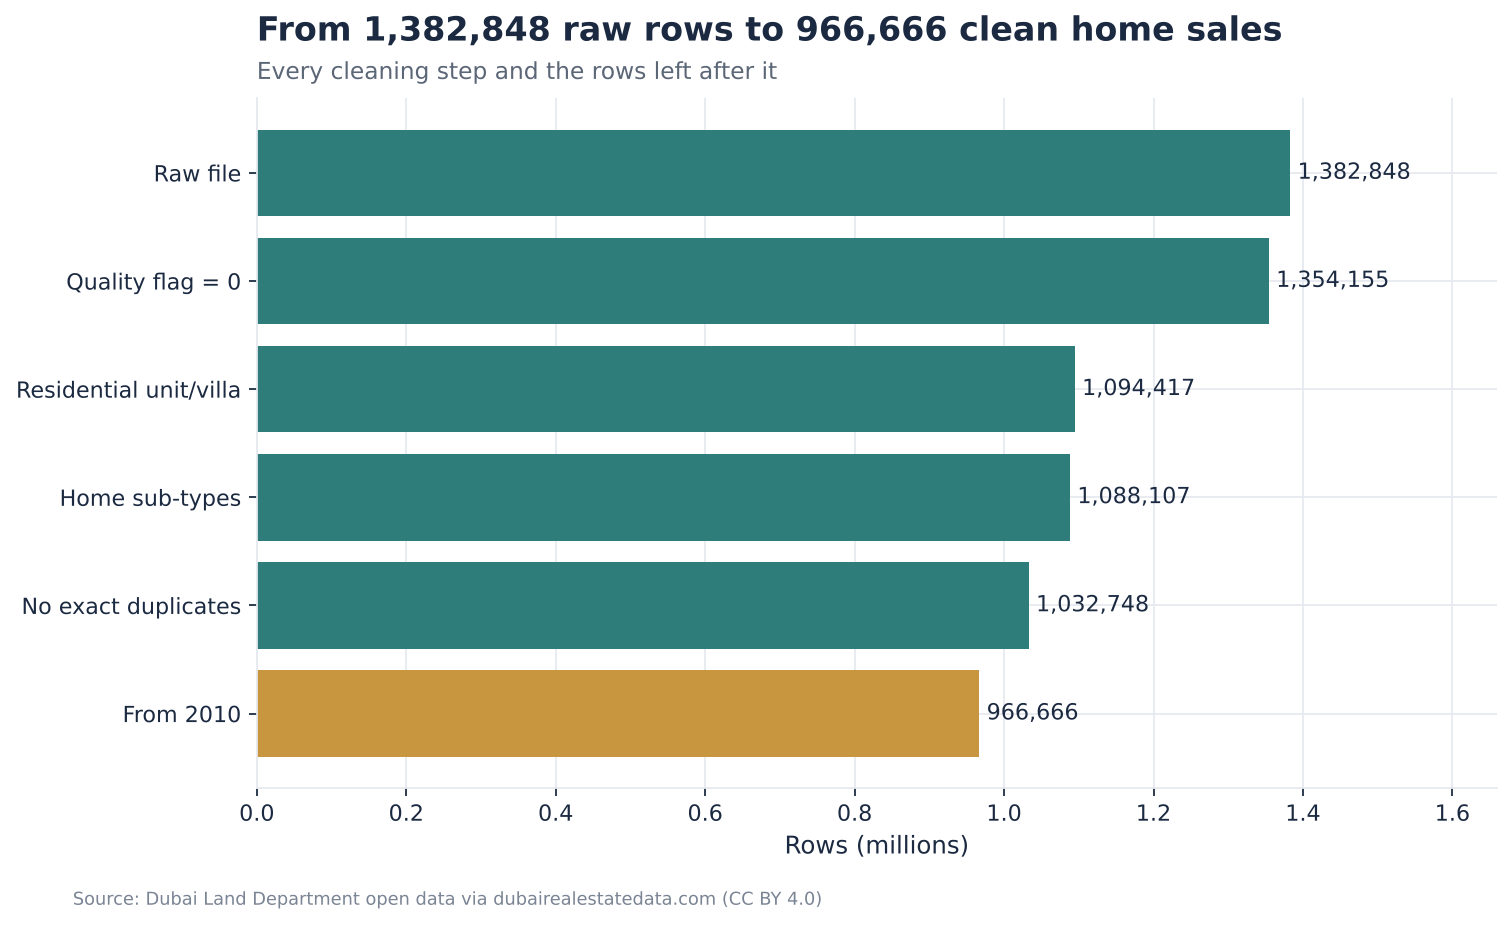 From 1,382,848 raw rows to 966,666 clean home sales
Every cleaning step and the rows left after it
Raw file
1,382,848
Quality flag = 0
1,354,155
Residential unit/villa
1,094,417
Home sub-types
1,088,107
No exact duplicates
1,032,748
From 2010
966,666
0.0 0.2 0.4 0.6 0.8 1.0 1.2 1.4 1.6
Rows (millions)
Source: Dubai Land Department open data via dubairealestatedata.com (CC BY 4.0)